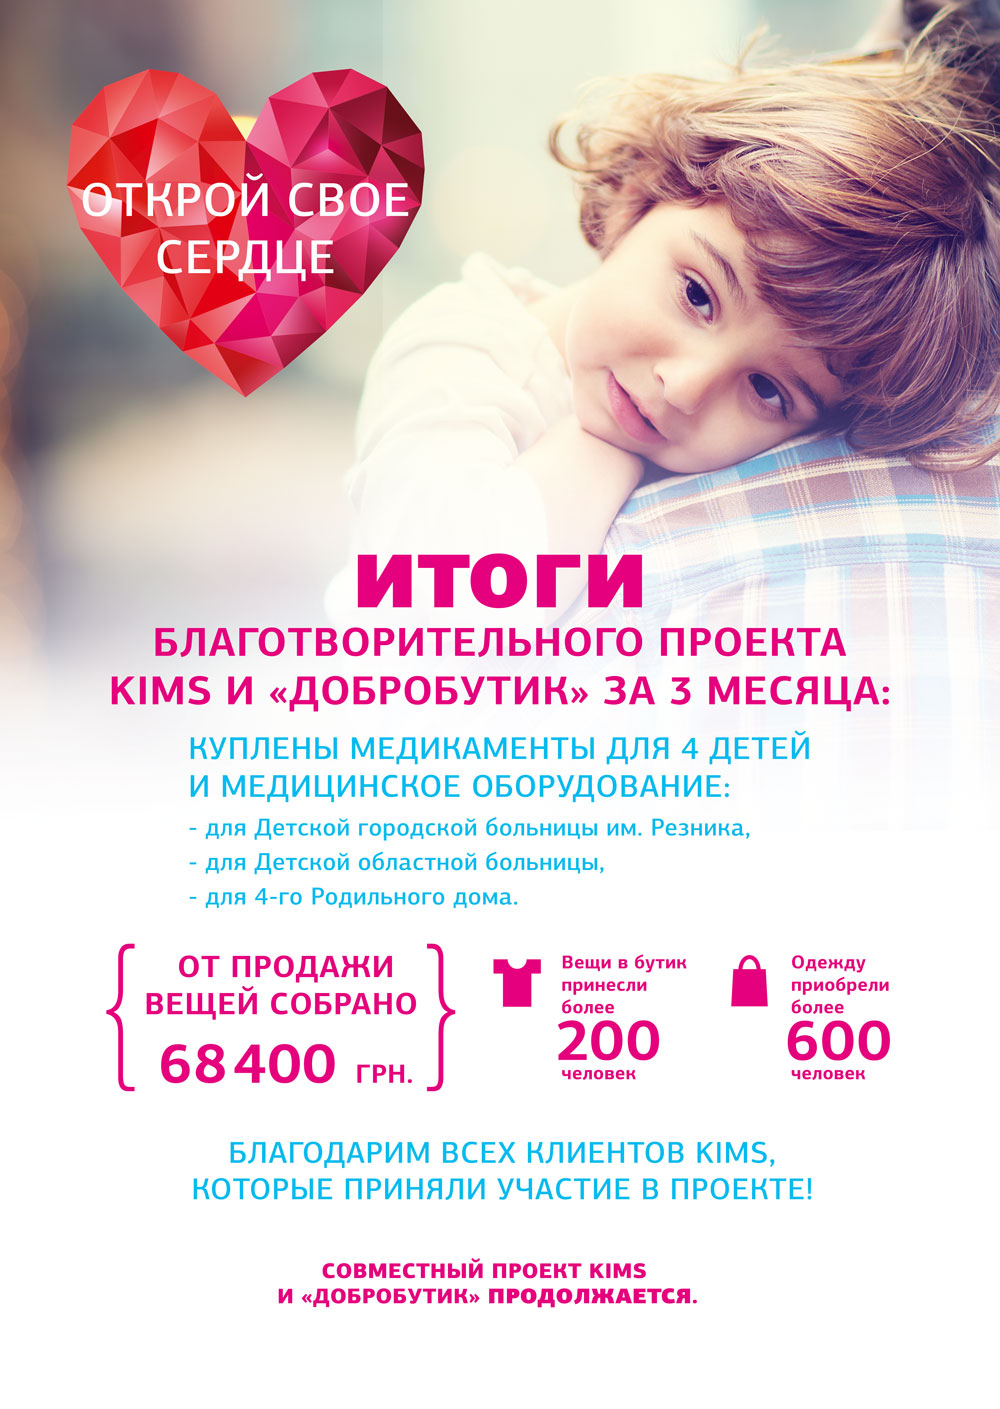 ОТКРОЙ СВОЕ
СЕРДЦЕ
ИТОГИ
БЛАГОТВОРИТЕЛЬНОГО ПРОЕКТА
KIMS И «ДОБРОБУТИК» ЗА 3 МЕСЯЦА:
КУПЛЕНЫ МЕДИКАМЕНТЫ ДЛЯ 4 ДЕТЕЙ
И МЕДИЦИНСКОЕ ОБОРУДОВАНИЕ:
- для Детской городской больницы им. Резника,
- для Детской областной больницы,
- для 4-го Родильного дома.
ОТ ПРОДАЖИ
ВЕЩЕЙ СОБРАНО
68 400 ГРН.
Вещи в бутик
принесли
более
200
человек
Одежду
приобрели
более
600
человек
БЛАГОДАРИМ ВСЕХ КЛИЕНТОВ KIMS,
КОТОРЫЕ ПРИНЯЛИ УЧАСТИЕ В ПРОЕКТЕ!
СОВМЕСТНЫЙ ПРОЕКТ KIMS
И «ДОБРОБУТИК» ПРОДОЛЖАЕТСЯ.